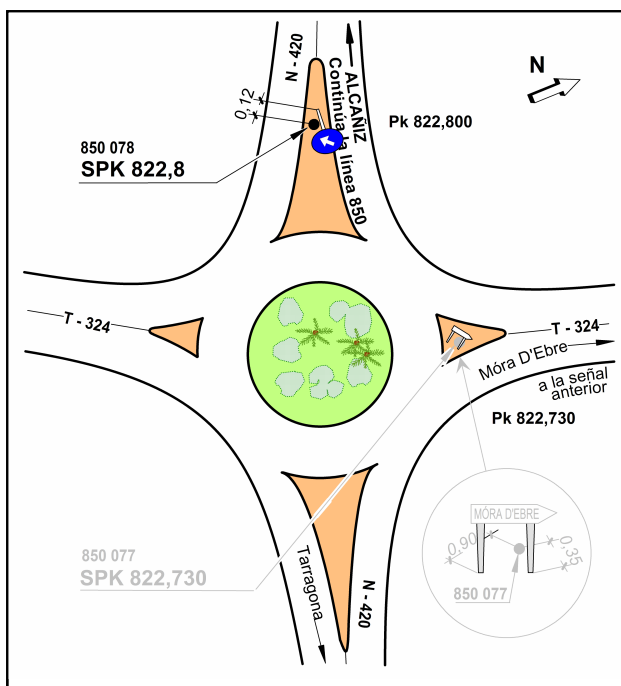 N - 420
ALCAÑIZ
Continúa la línea 850
N
0,12
Pk 822,800
850 078
SPK 822,8
T - 324
T - 324
Móra D'Ebre
a la señal
anterior
Pk 822,730
MÓRA D'EBRE
0,90
0,35
850 077
850 077
SPK 822,730
Tarragona
N - 420